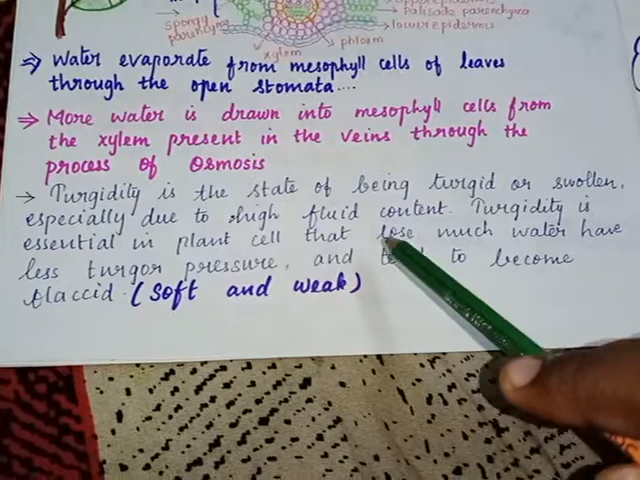 palisade parenchyma
spongy
parenchyma
lower epidermis
xylem
phloem
⇒ Water evaporate from mesophyll cells of leaves
through the open stomata....
⇒ More water is drawn into mesophyll cells from
the xylem present in the veins through the
process of Osmosis
→ Turgidity is the state of being turgid or swollen,
especially due to high fluid content. Turgidity is
essential in plant cell that lose much water have
less turgor pressure, and to become
flaccid. (Soft and weak)